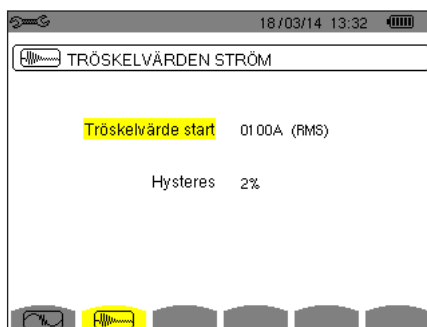 18/03/14 13:32
TRÖSKELVÄRDEN STRÖM
Tröskelvärde start 0100A (RMS)
Hysteres 2%